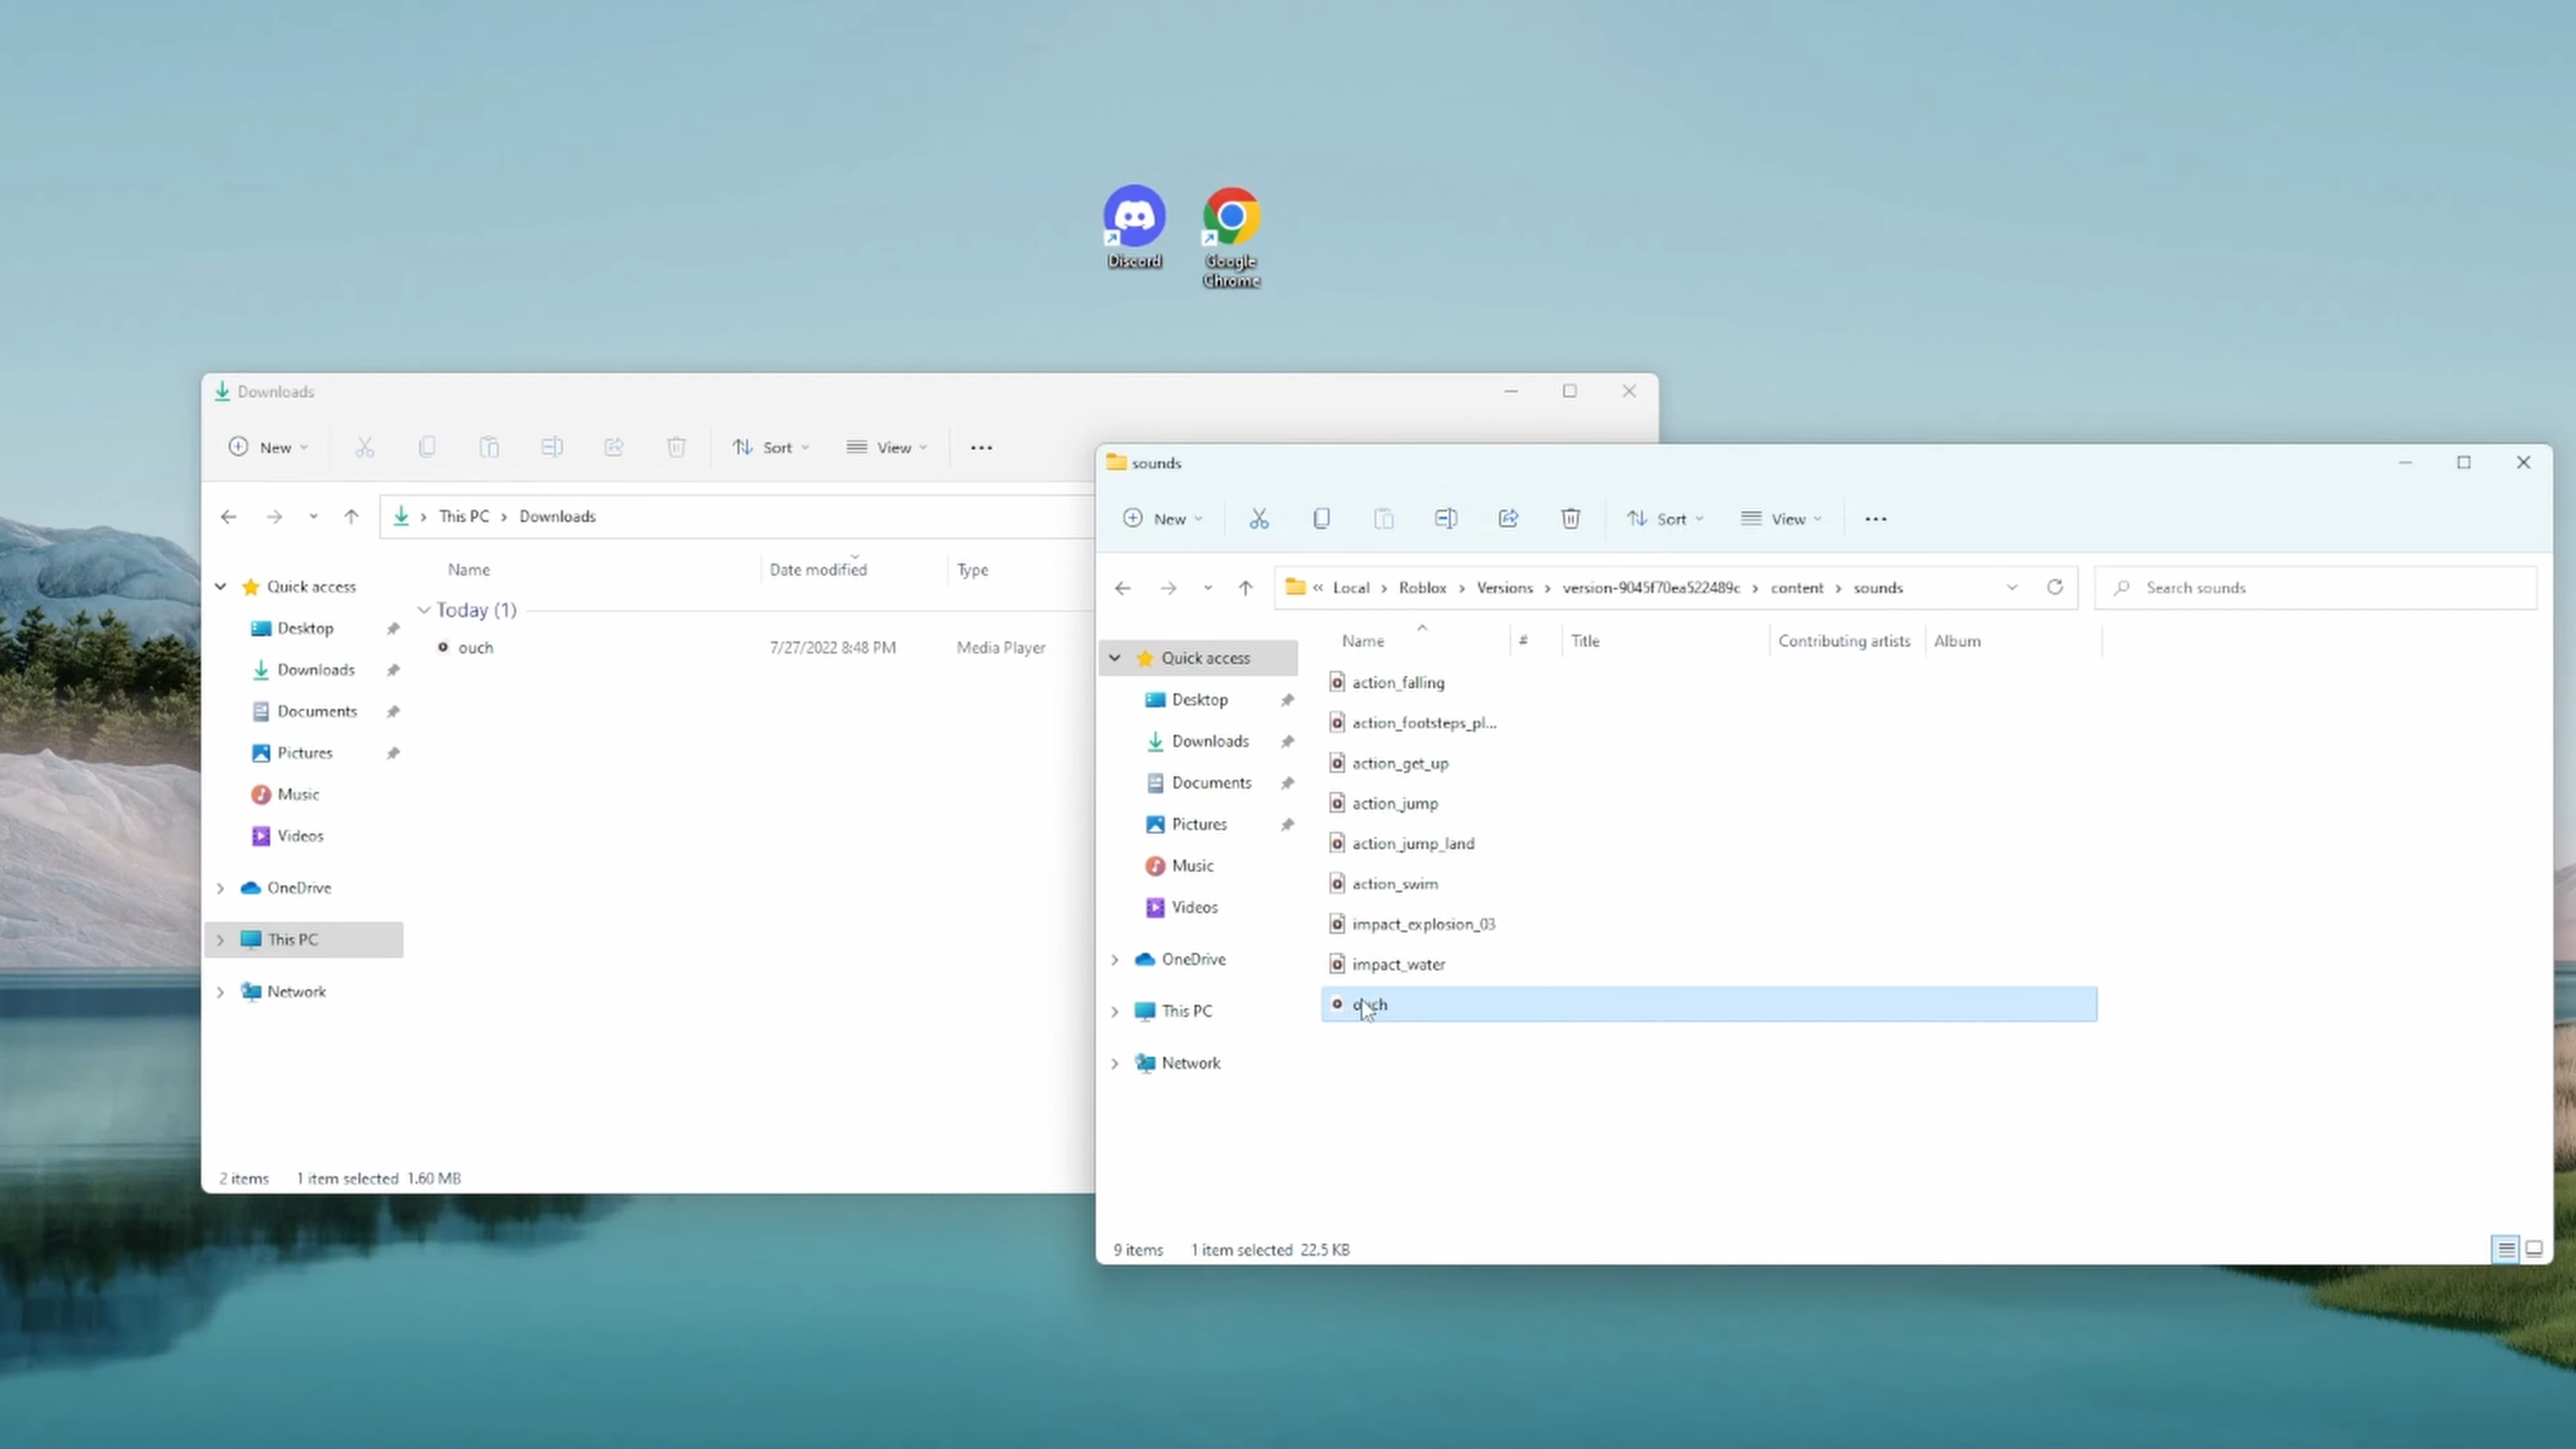 Discord
Google
Chrome
Downloads
New
Sort
View
This PC
Downloads
Name
Date modified
Type
Quick access
Desktop
Downloads
Documents
Pictures
Music
Videos
OneDrive
This PC
Network
Today (1)
ouch
7/27/2022 8:48 PM
Media Player
2 items
1 item selected 1.60 MB
sounds
New
Sort
View
« Local
Roblox
Versions
version-9045f70ea522489c
content
sounds
Search sounds
Name
#
Title
Contributing artists
Album
Quick access
Desktop
Downloads
Documents
Pictures
Music
Videos
OneDrive
This PC
Network
action_falling
action_footsteps_pl...
action_get_up
action_jump
action_jump_land
action_swim
impact_explosion_03
impact_water
ouch
9 items
1 item selected 22.5 KB